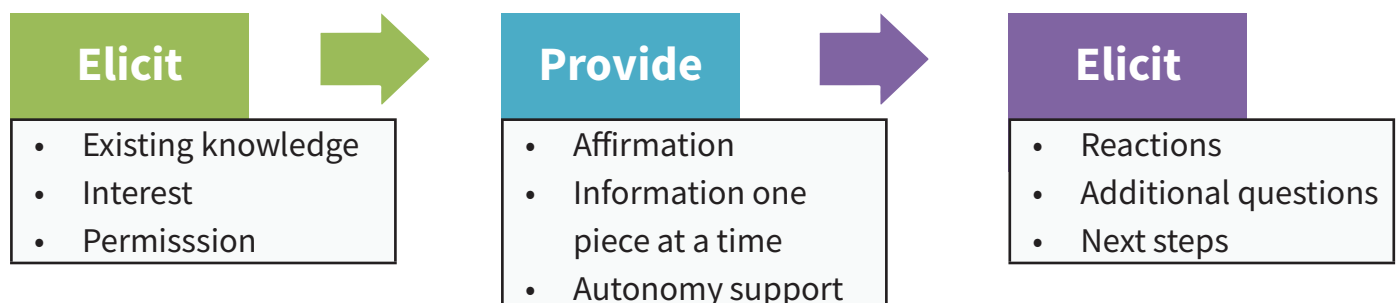 Elicit
• Existing knowledge
• Interest
• Permisssion
Provide
• Affirmation
• Information one
piece at a time
• Autonomy support
Elicit
• Reactions
• Additional questions
• Next steps